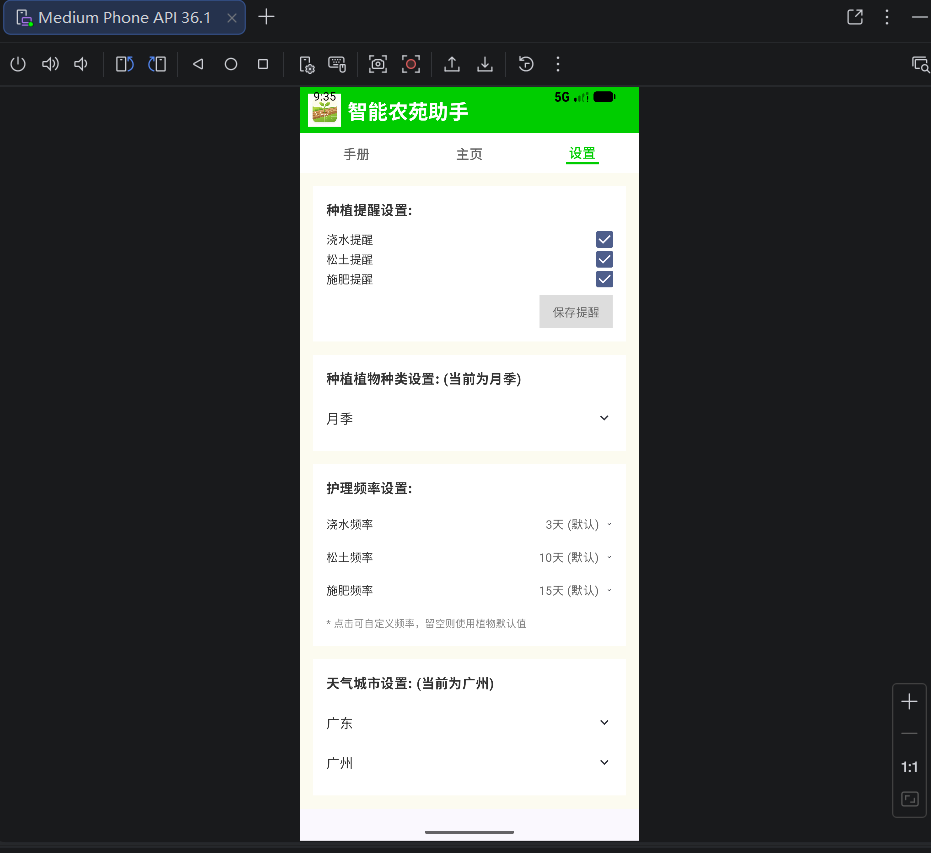 Medium Phone API 36.1
9:35
5G
智能农苑助手
手册
主页
设置
种植提醒设置:
浇水提醒
松土提醒
施肥提醒
保存提醒
种植植物种类设置: (当前为月季)
月季
护理频率设置:
浇水频率 3天 (默认)
松土频率 10天 (默认)
施肥频率 15天 (默认)
* 点击可自定义频率，留空则使用植物默认值
天气城市设置: (当前为广州)
广东
广州
1:1